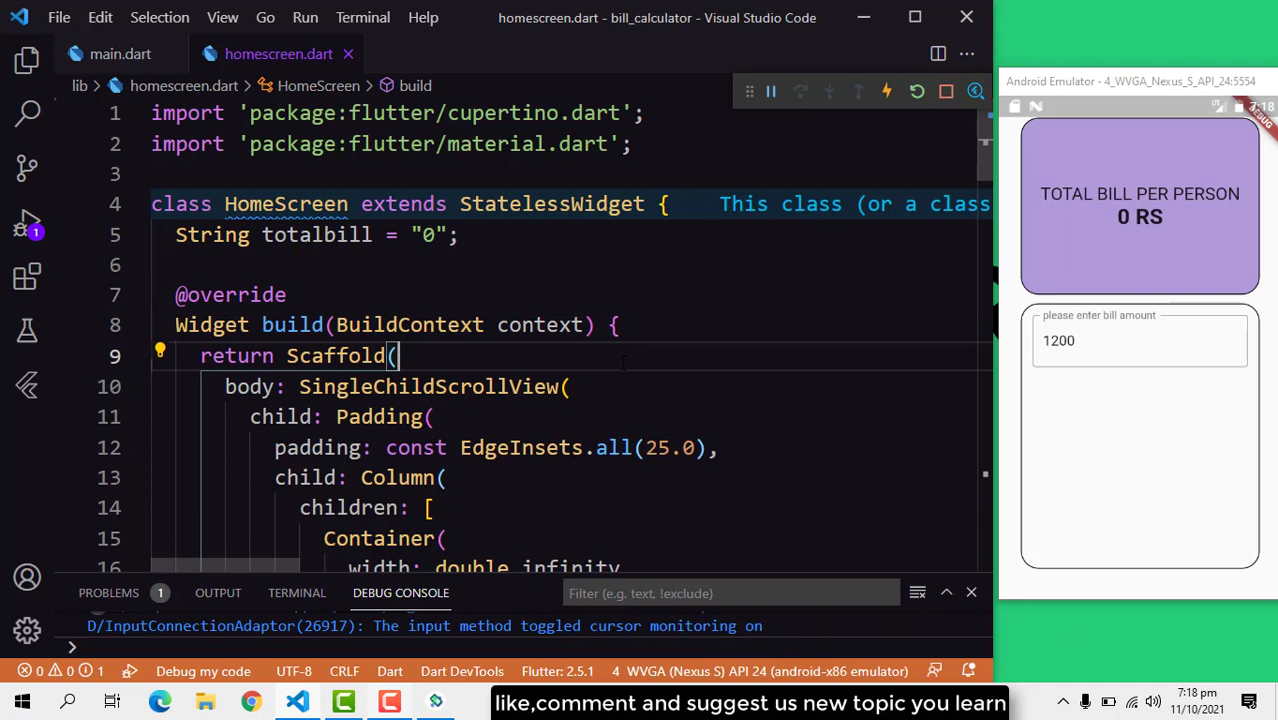 File Edit Selection View Go Run Terminal Help homescreen.dart - bill_calculator - Visual Studio Code
main.dart homescreen.dart
lib homescreen.dart HomeScreen build
1 import 'package:flutter/cupertino.dart';
2 import 'package:flutter/material.dart';
3
4 class HomeScreen extends StatelessWidget { This class (or a class
5 String totalbill = "0";
6
7 @override
8 Widget build(BuildContext context) {
9 return Scaffold(
10 body: SingleChildScrollView(
11 child: Padding(
12 padding: const EdgeInsets.all(25.0),
13 child: Column(
14 children: [
15 Container(
16 width: double.infinity
1
PROBLEMS 1 OUTPUT TERMINAL DEBUG CONSOLE Filter (e.g. text, !exclude)
D/InputConnectionAdaptor(26917): The input method toggled cursor monitoring on
0 0 1 Debug my code UTF-8 CRLF Dart Dart DevTools Flutter: 2.5.1 4 WVGA (Nexus S) API 24 (android-x86 emulator)
Android Emulator - 4_WVGA_Nexus_S_API_24:5554
7:18
DEBUG
TOTAL BILL PER PERSON
0 RS
please enter bill amount
1200
like,comment and suggest us new topic you learn
7:18 pm
11/10/2021